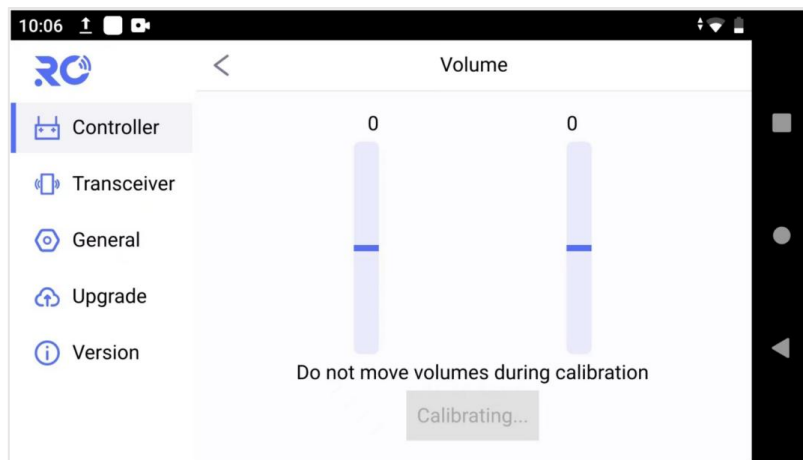 10:06
RC
Volume
Controller
Transceiver
General
Upgrade
Version
0 0
Do not move volumes during calibration
Calibrating...